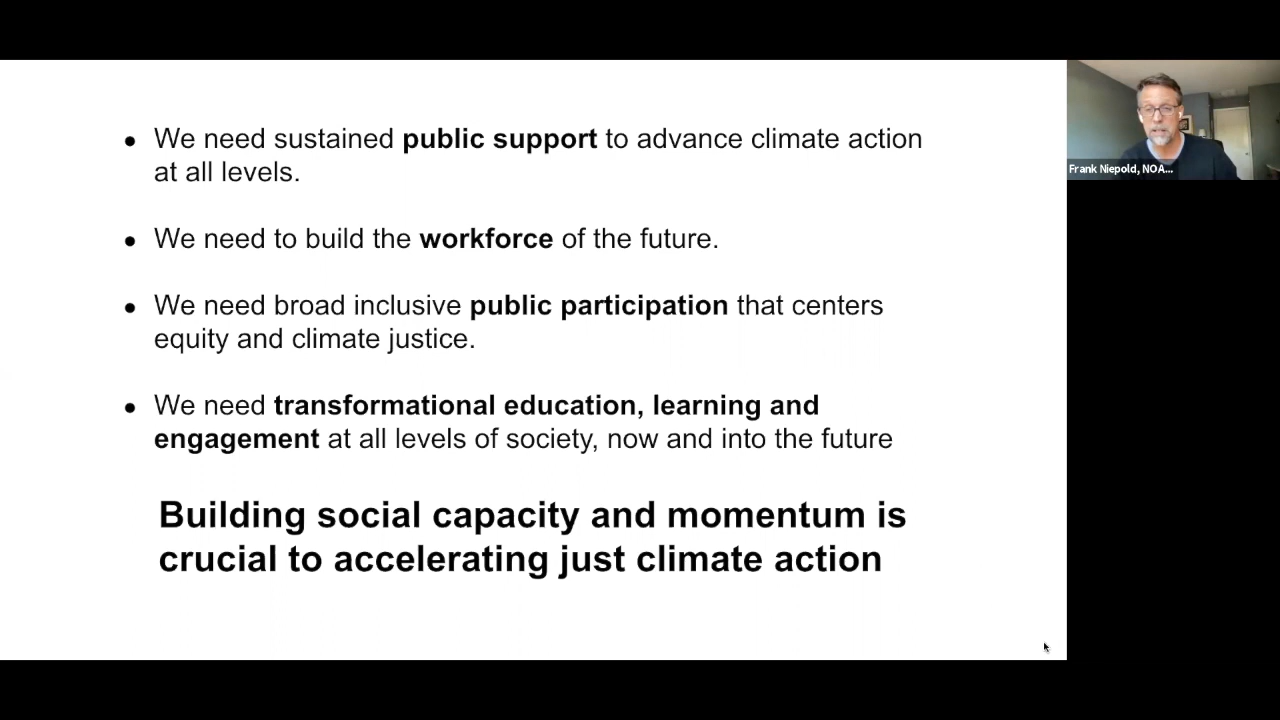 • We need sustained public support to advance climate action
at all levels.
• We need to build the workforce of the future.
• We need broad inclusive public participation that centers
equity and climate justice.
• We need transformational education, learning and
engagement at all levels of society, now and into the future
Building social capacity and momentum is
crucial to accelerating just climate action
Frank Niepold, NOA...